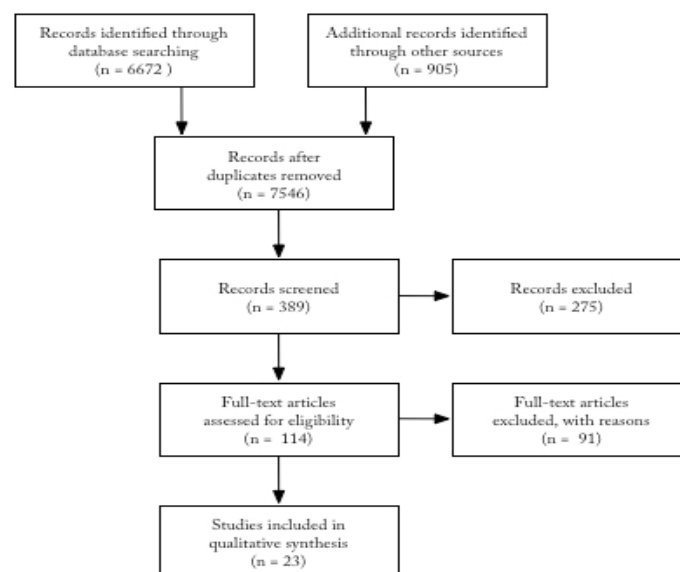 Records identified through
database searching
(n = 6672 )
Additional records identified
through other sources
(n = 905)
Records after
duplicates removed
(n = 7546)
Records screened
(n = 389)
Records excluded
(n = 275)
Full-text articles
assessed for eligibility
(n = 114)
Full-text articles
excluded, with reasons
(n = 91)
Studies included in
qualitative synthesis
(n = 23)